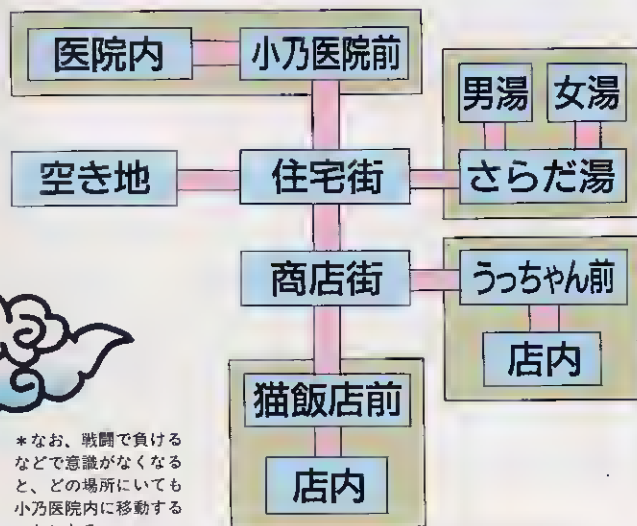 医院内
小乃医院前
男湯
女湯
空き地
住宅街
さらだ湯
商店街
うっちゃん前
店内
猫飯店前
店内
*なお、戦闘で負ける
などで意識がなくなる
と、どの場所にいても
小乃医院内に移動する